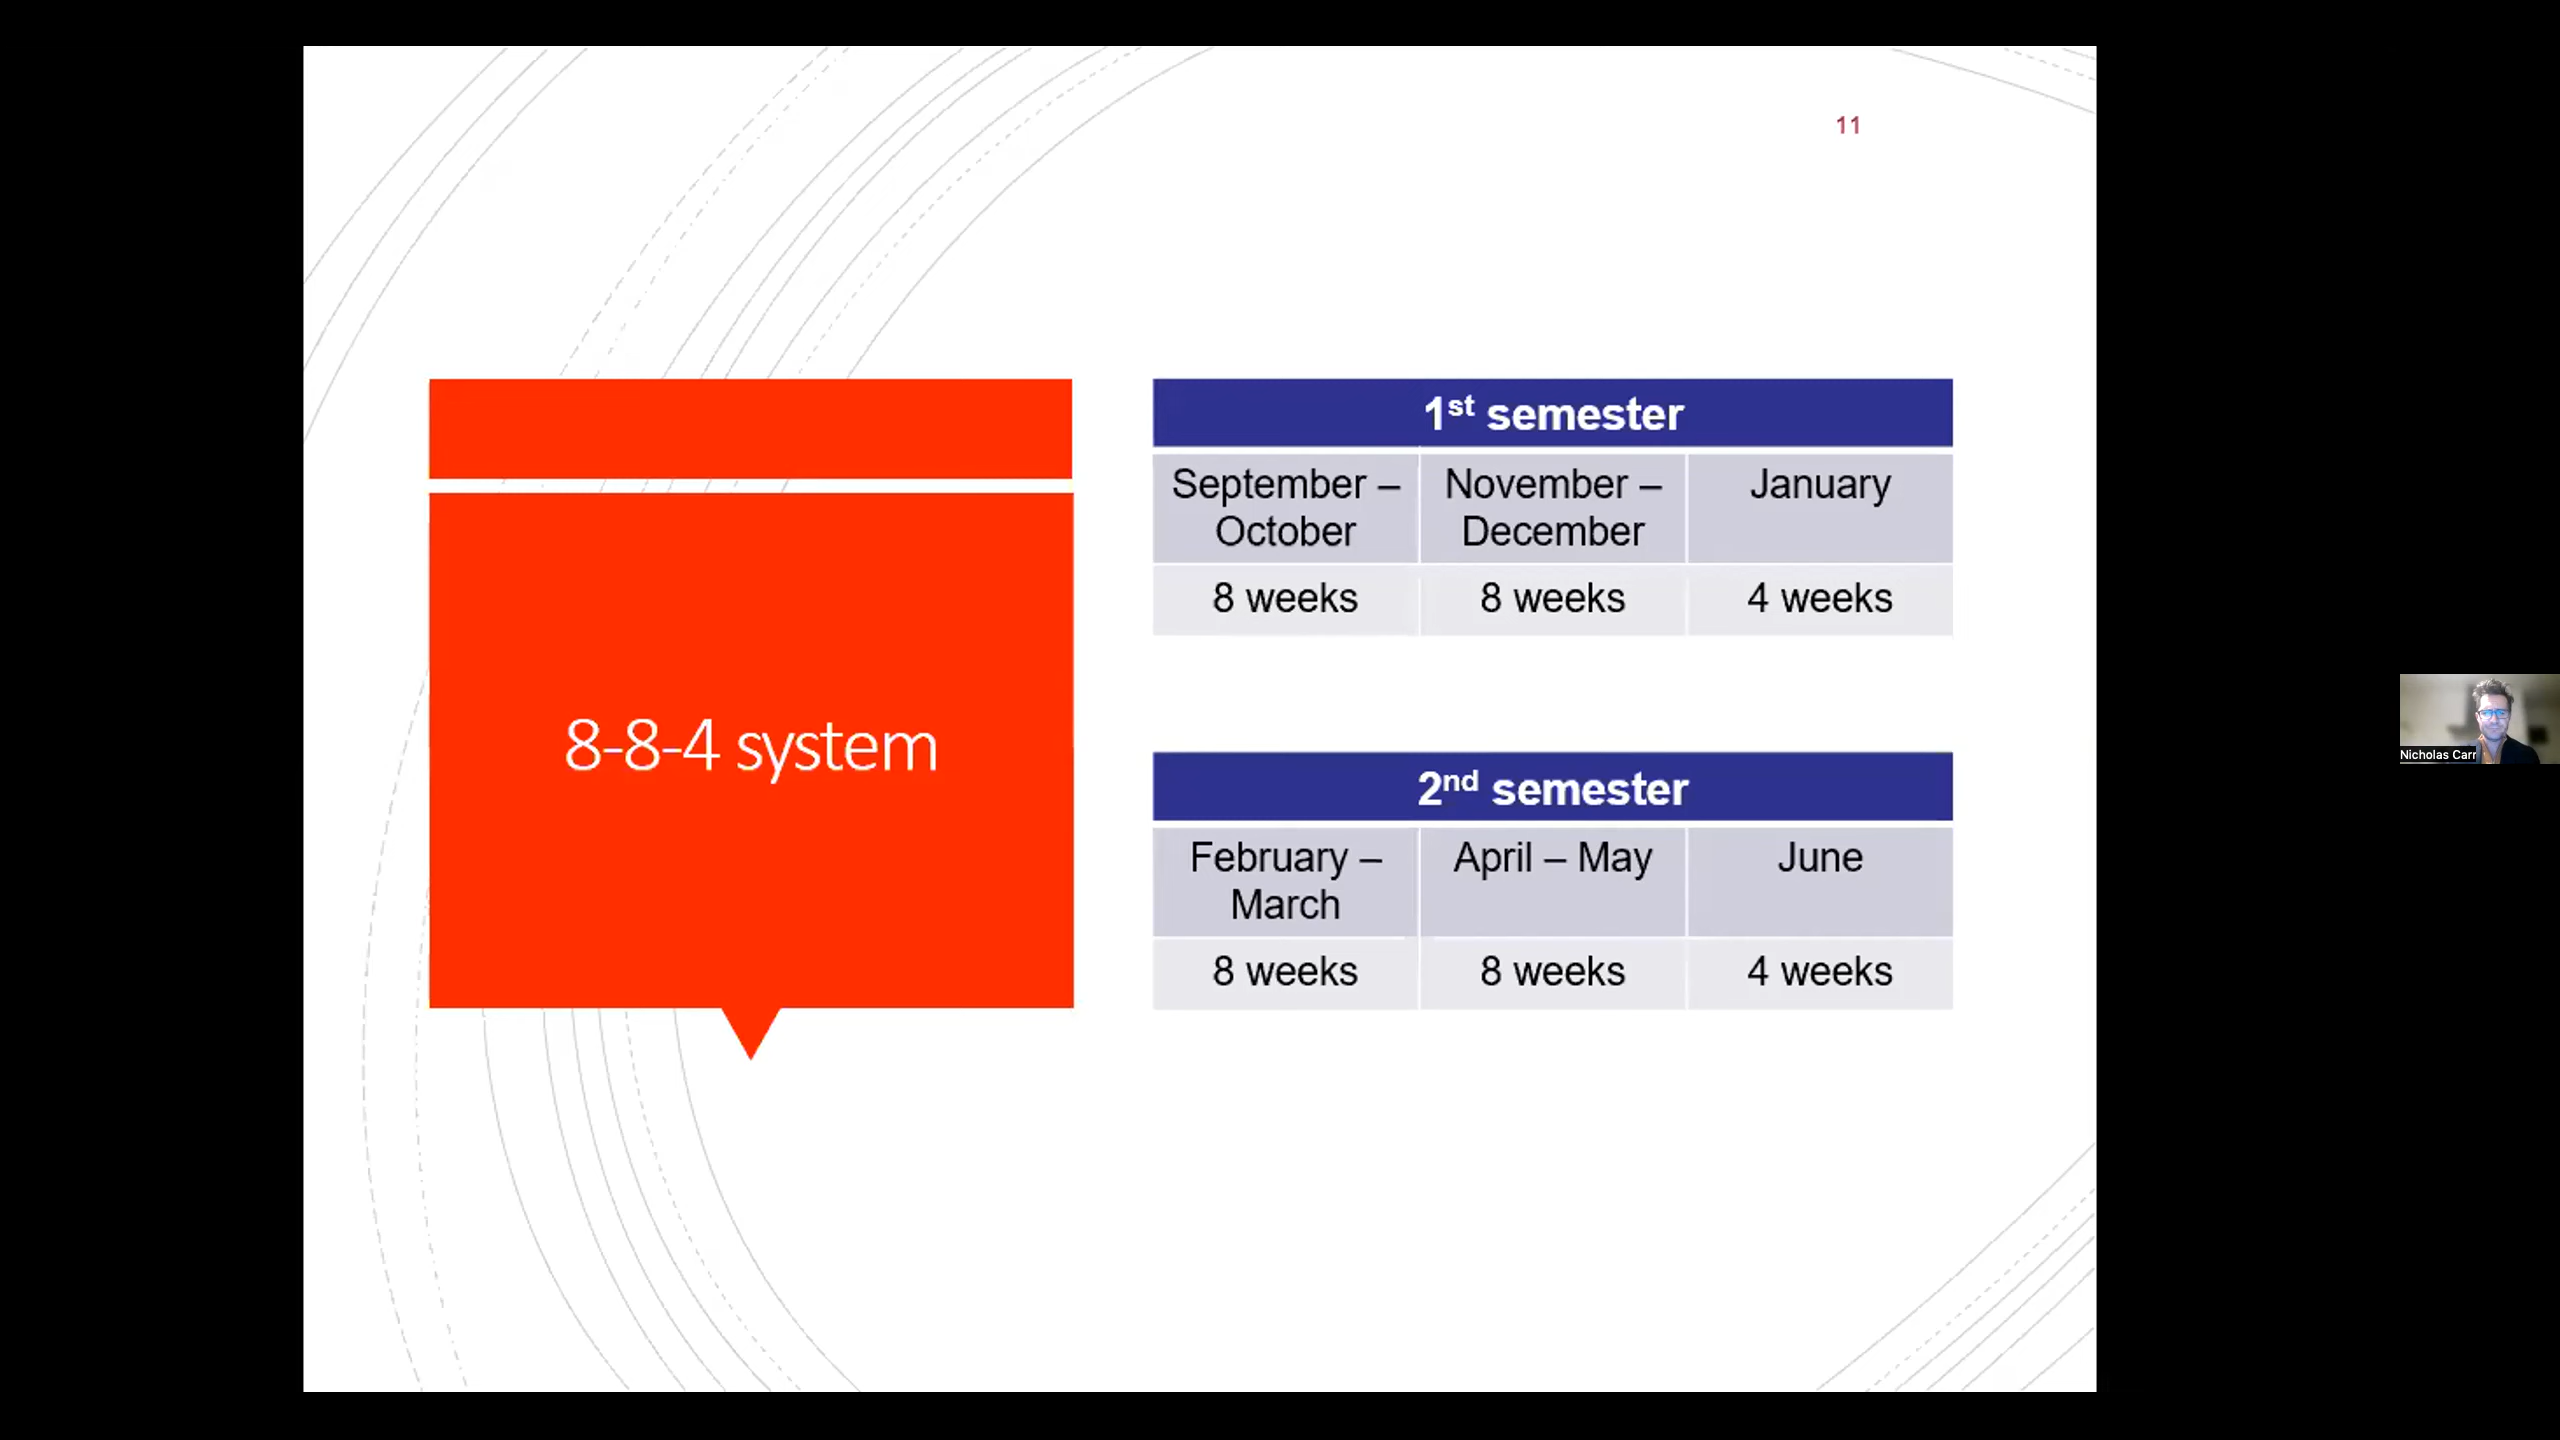 11
8-8-4 system
1st semester
September –
October
November –
December
January
8 weeks
8 weeks
4 weeks
2nd semester
February –
March
April – May
June
8 weeks
8 weeks
4 weeks
Nicholas Carr